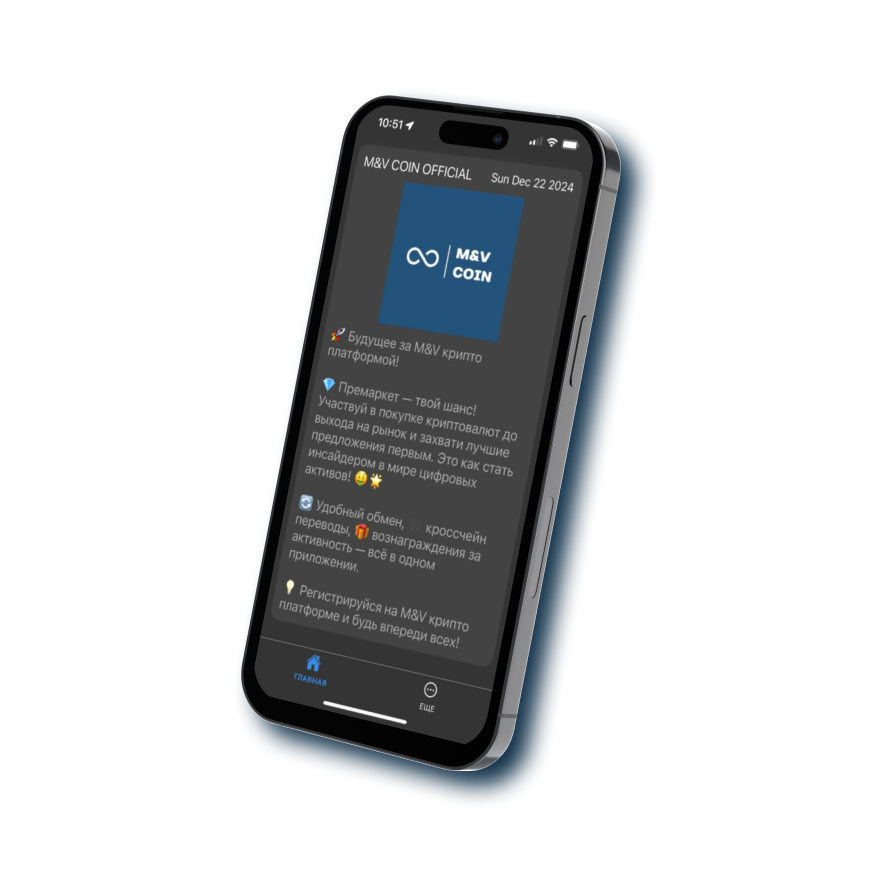 10:51
M&V COIN OFFICIAL
Sun Dec 22 2024
M&V
COIN
🚀 Будущее за M&V крипто
платформой!
💎 Премаркет — твой шанс!
Участвуй в покупке криптовалют до
выхода на рынок и захвати лучшие
предложения первым. Это как стать
инсайдером в мире цифровых
активов! 🤑🌟
🔄 Удобный обмен, кроссчейн
переводы, 🎁 вознаграждения за
активность — всё в одном
приложении.
💡 Регистрируйся на M&V крипто
платформе и будь впереди всех!
ГЛАВНАЯ
ЕЩЕ